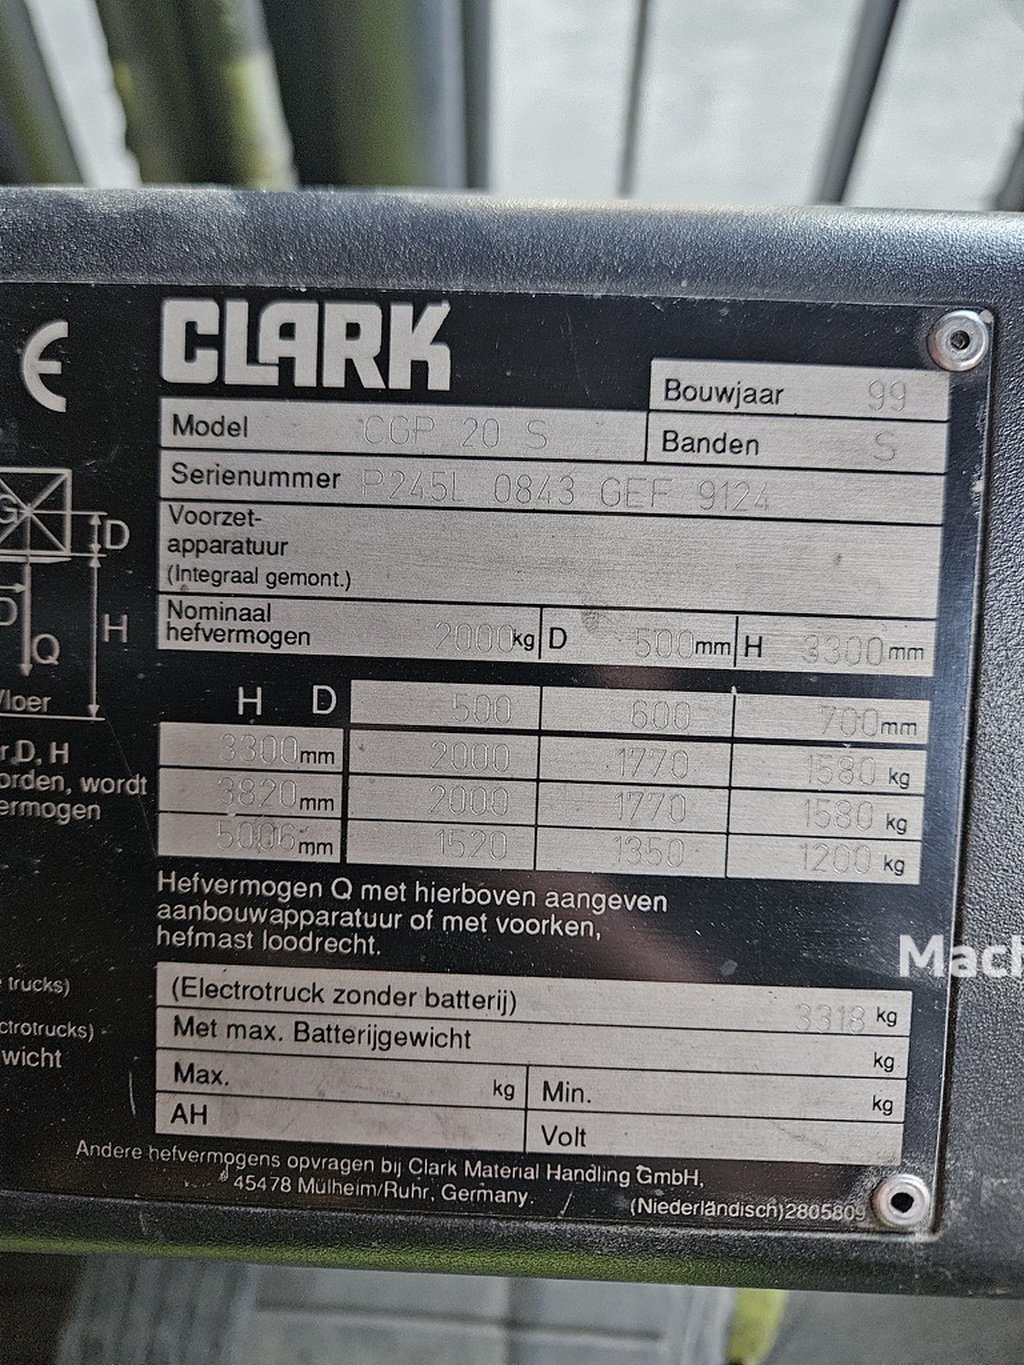 CE
CLARK
Bouwjaar 99
Model CGP 20 S
Banden S
Serienummer P245L 0843 GEF 9124
Voorzet-
apparatuur
(Integraal gemont.)
Nominaal
hefvermogen 2000 kg D 500 mm H 3300 mm
G D
D H
Q
H D 500 600 700 mm
3300 mm 2000 1770 1580 kg
3820 mm 2000 1770 1580 kg
5006 mm 1520 1350 1200 kg
Vloer
r D, H
orden, wordt
ermogen
Hefvermogen Q met hierboven aangeven
aanbouwapparatuur of met voorken,
hefmast loodrecht.
Mach
trucks)
(Electrotruck zonder batterij) 3318 kg
ctrotrucks)
Met max. Batterijgewicht kg
wicht
Max. kg Min. kg
AH Volt
Andere hefvermogens opvragen bij Clark Material Handling GmbH,
45478 Mülheim/Ruhr, Germany.
(Niederländisch)2805809